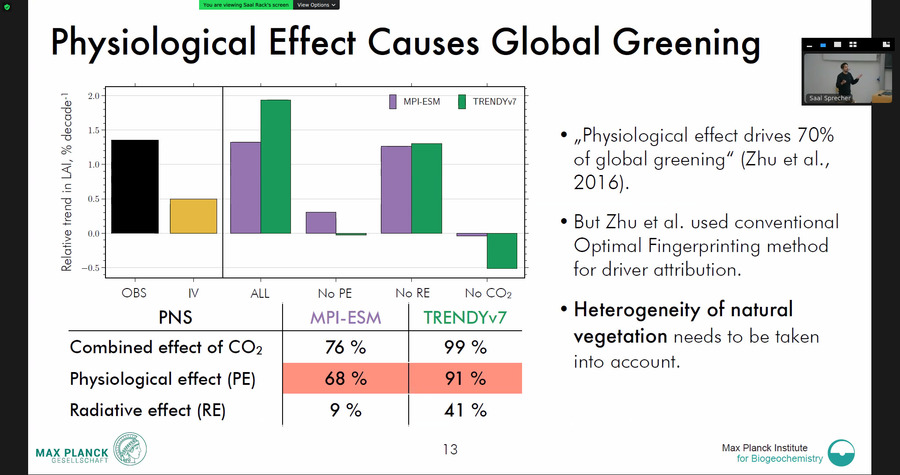 You are viewing Saal Rack's screen
View Options
Physiological Effect Causes Global Greening
Saal Sprecher
Relative trend in LAI, % decade⁻¹
2.0
1.5
1.0
0.5
0.0
−0.5
MPI-ESM
TRENDYv7
OBS
IV
ALL
No PE
No RE
No CO₂
PNS MPI-ESM TRENDYv7
Combined effect of CO₂ 76 % 99 %
Physiological effect (PE) 68 % 91 %
Radiative effect (RE) 9 % 41 %
• „Physiological effect drives 70%
of global greening“ (Zhu et al.,
2016).
• But Zhu et al. used conventional
Optimal Fingerprinting method
for driver attribution.
• Heterogeneity of natural
vegetation needs to be taken
into account.
MAX PLANCK
GESELLSCHAFT
13
Max Planck Institute
for Biogeochemistry